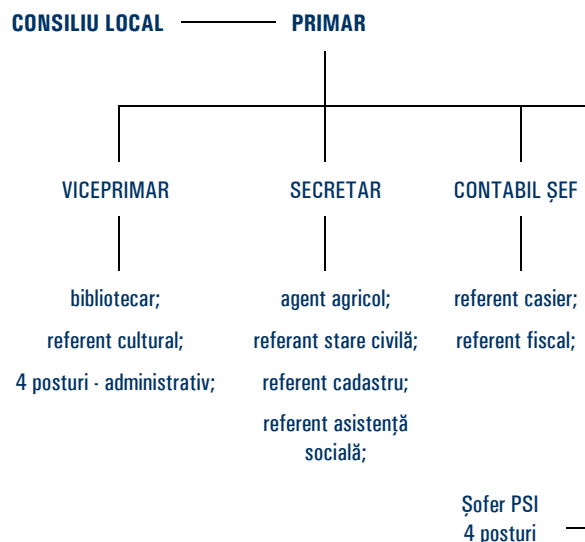 CONSILIU LOCAL PRIMAR
VICEPRIMAR
bibliotecar;
referent cultural;
4 posturi - administrativ;
SECRETAR
agent agricol;
referant stare civilă;
referent cadastru;
referent asistență
socială;
CONTABIL ȘEF
referent casier;
referent fiscal;
Șofer PSI
4 posturi